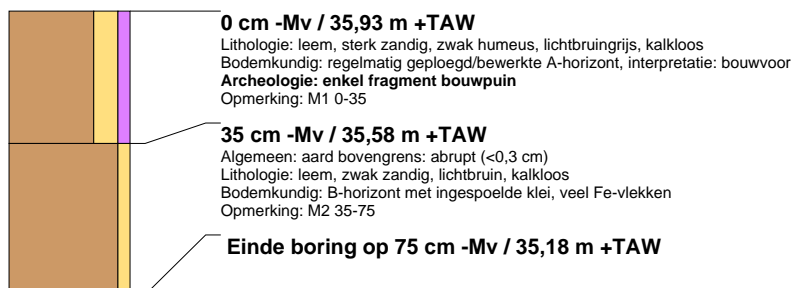 0 cm -Mv / 35,93 m +TAW
Lithologie: leem, sterk zandig, zwak humeus, lichtbruingrijs, kalkloos
Bodemkundig: regelmatig geploegd/bewerkte A-horizont, interpretatie: bouwvoor
Archeologie: enkel fragment bouwpuin
Opmerking: M1 0-35
35 cm -Mv / 35,58 m +TAW
Algemeen: aard bovengrens: abrupt (<0,3 cm)
Lithologie: leem, zwak zandig, lichtbruin, kalkloos
Bodemkundig: B-horizont met ingespoelde klei, veel Fe-vlekken
Opmerking: M2 35-75
Einde boring op 75 cm -Mv / 35,18 m +TAW